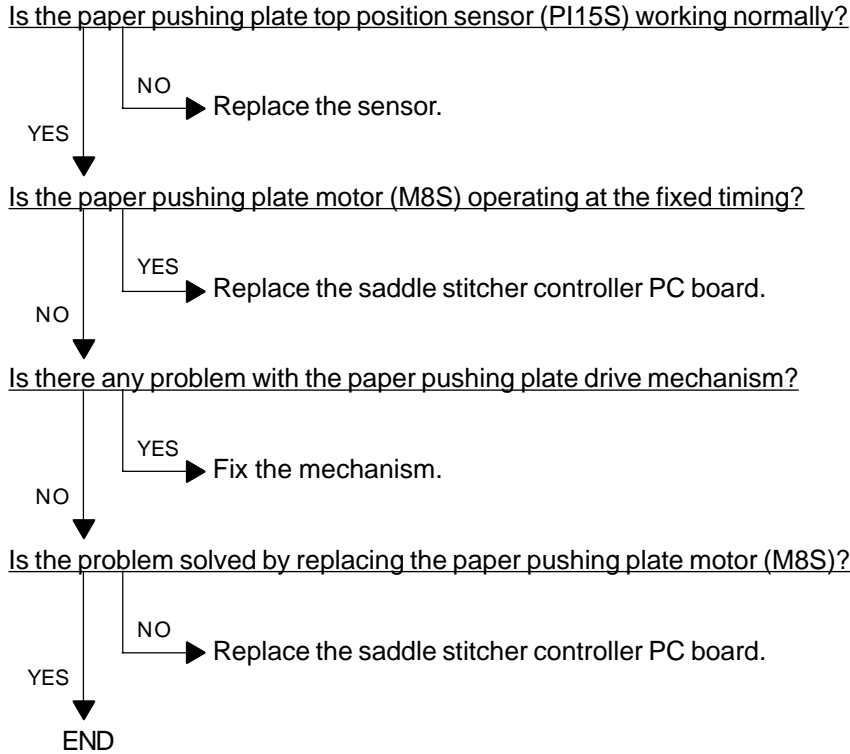 Is the paper pushing plate top position sensor (PI15S) working normally?
NO
Replace the sensor.
YES
Is the paper pushing plate motor (M8S) operating at the fixed timing?
YES
Replace the saddle stitcher controller PC board.
NO
Is there any problem with the paper pushing plate drive mechanism?
YES
Fix the mechanism.
NO
Is the problem solved by replacing the paper pushing plate motor (M8S)?
NO
Replace the saddle stitcher controller PC board.
YES
END